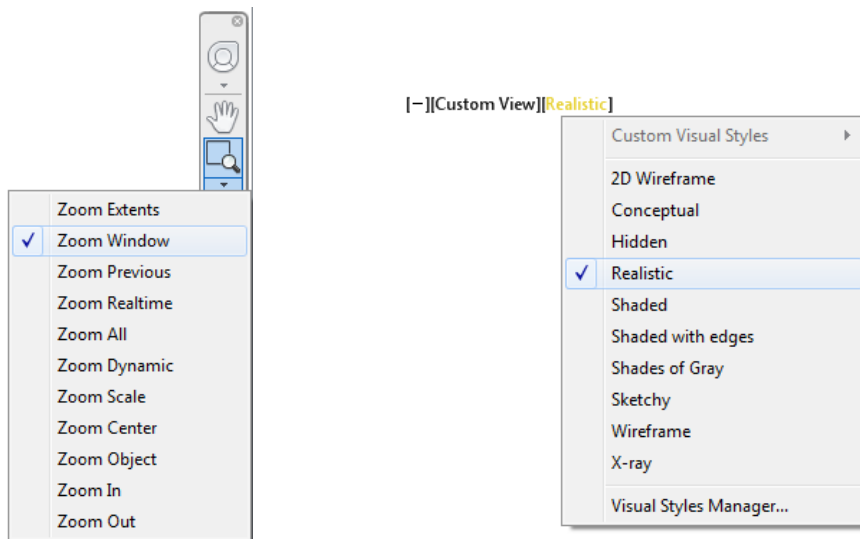 [−][Custom View][Realistic]
Zoom Extents
Zoom Window
Zoom Previous
Zoom Realtime
Zoom All
Zoom Dynamic
Zoom Scale
Zoom Center
Zoom Object
Zoom In
Zoom Out
Custom Visual Styles
2D Wireframe
Conceptual
Hidden
Realistic
Shaded
Shaded with edges
Shades of Gray
Sketchy
Wireframe
X-ray
Visual Styles Manager...